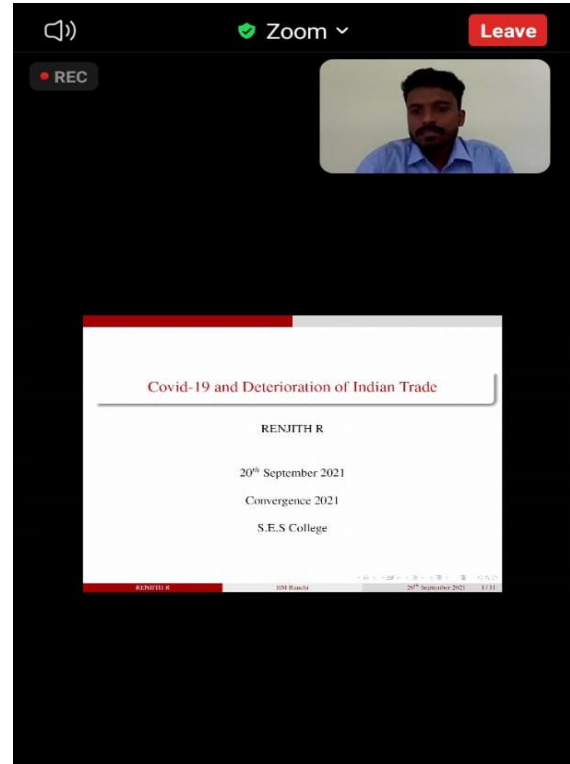 Zoom
Leave
REC
Covid-19 and Deterioration of Indian Trade
RENJITH R
20th September 2021
Convergence 2021
S.E.S College
RENJITH R IIM Ranchi 20th September 2021 1 / 11